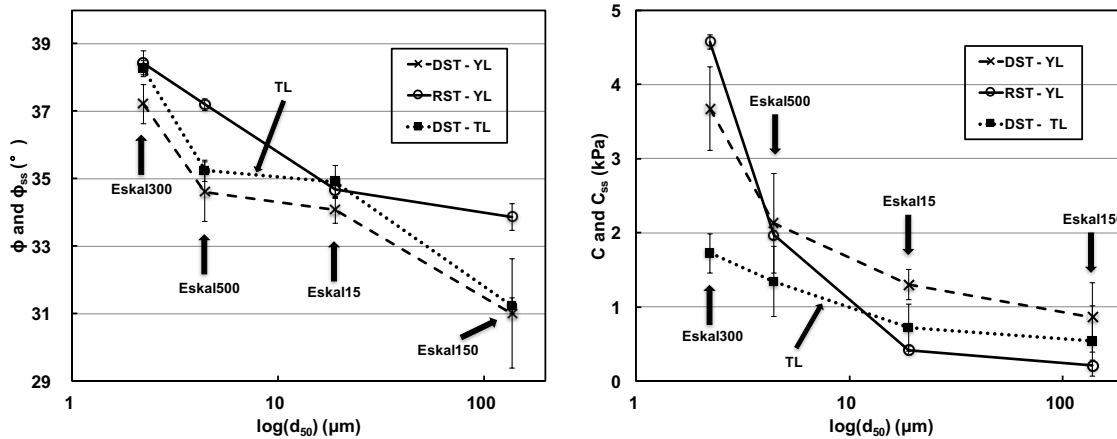 39
37
35
33
31
29
ϕ and ϕss (°)
DST - YL
RST - YL
DST - TL
TL
Eskal300
Eskal500
Eskal15
Eskal150
1
10
100
log(d50) (µm)
5
4
3
2
1
0
C and Css (kPa)
DST - YL
RST - YL
DST - TL
Eskal500
Eskal15
Eskal150
Eskal300
TL
1
10
100
log(d50) (µm)